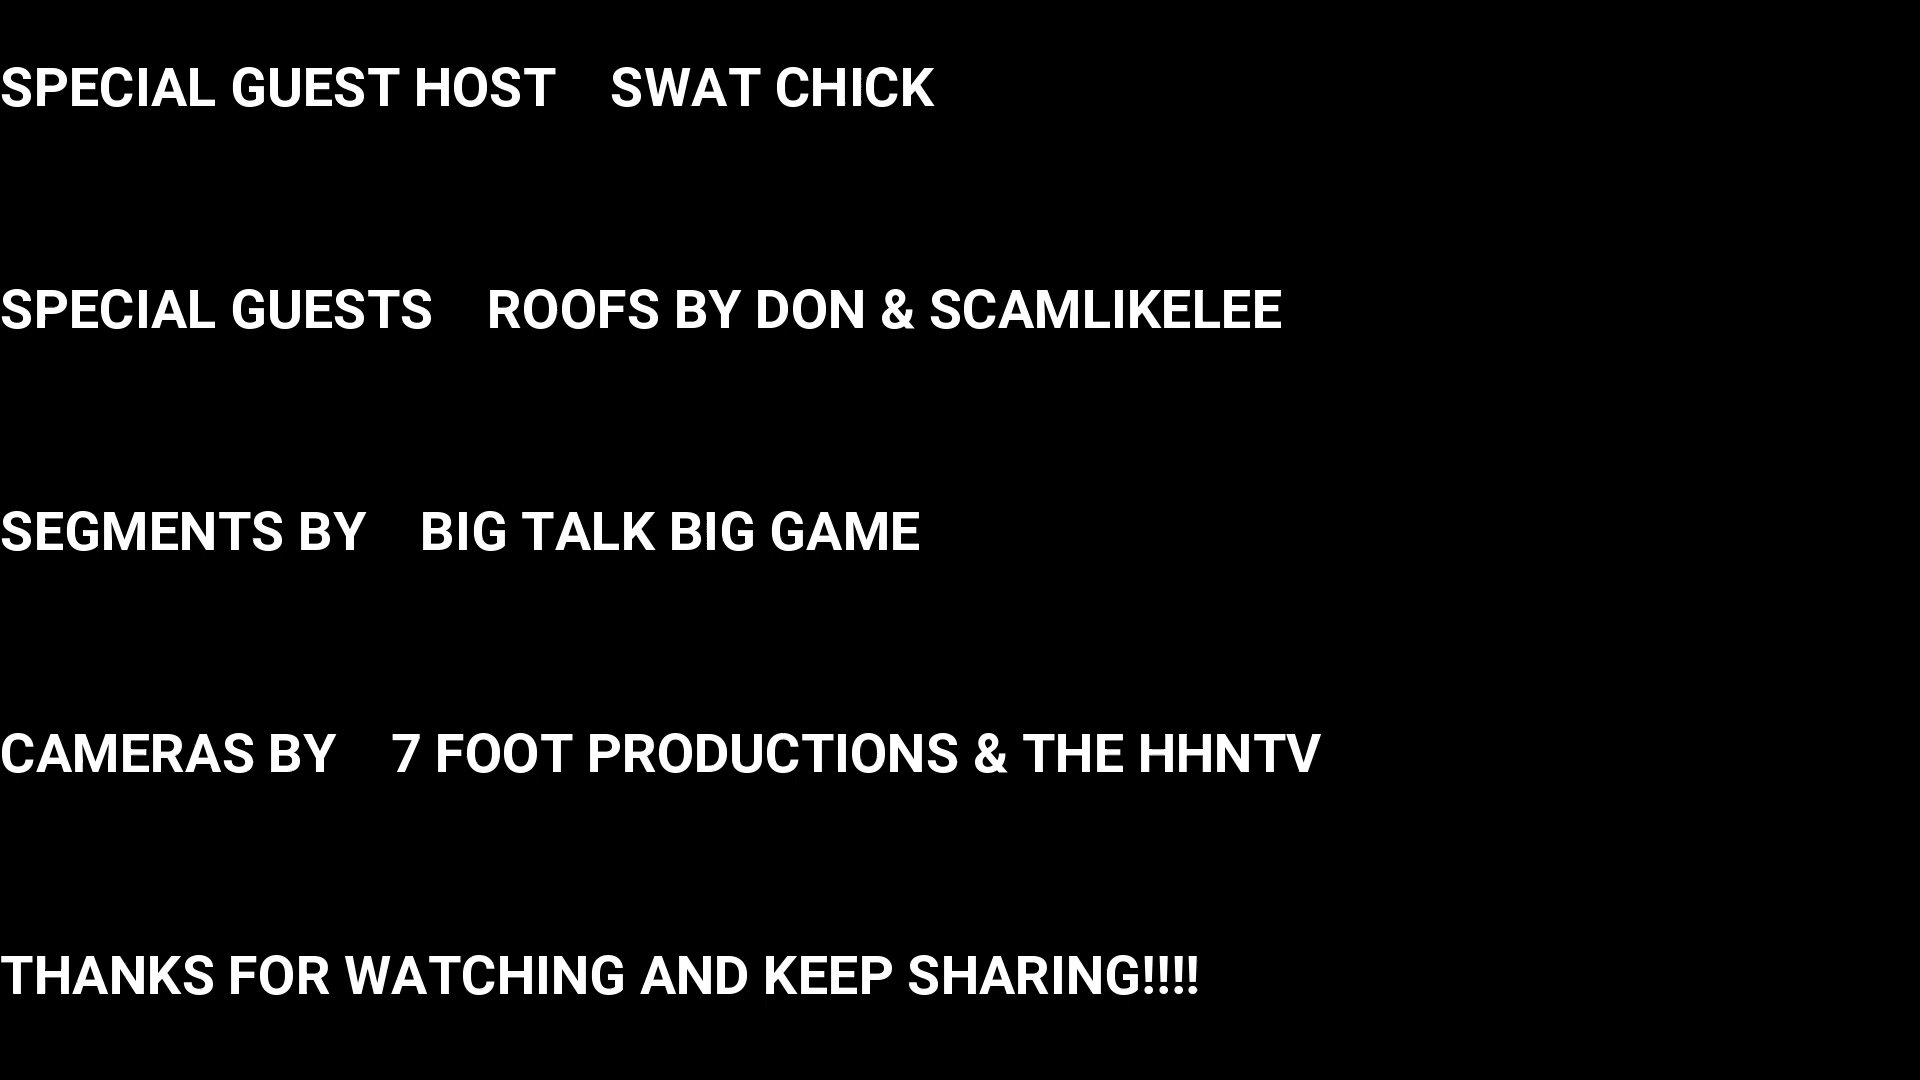 SPECIAL GUEST HOST    SWAT CHICK
SPECIAL GUESTS    ROOFS BY DON & SCAMLIKELEE
SEGMENTS BY    BIG TALK BIG GAME
CAMERAS BY    7 FOOT PRODUCTIONS & THE HHNTV
THANKS FOR WATCHING AND KEEP SHARING!!!!